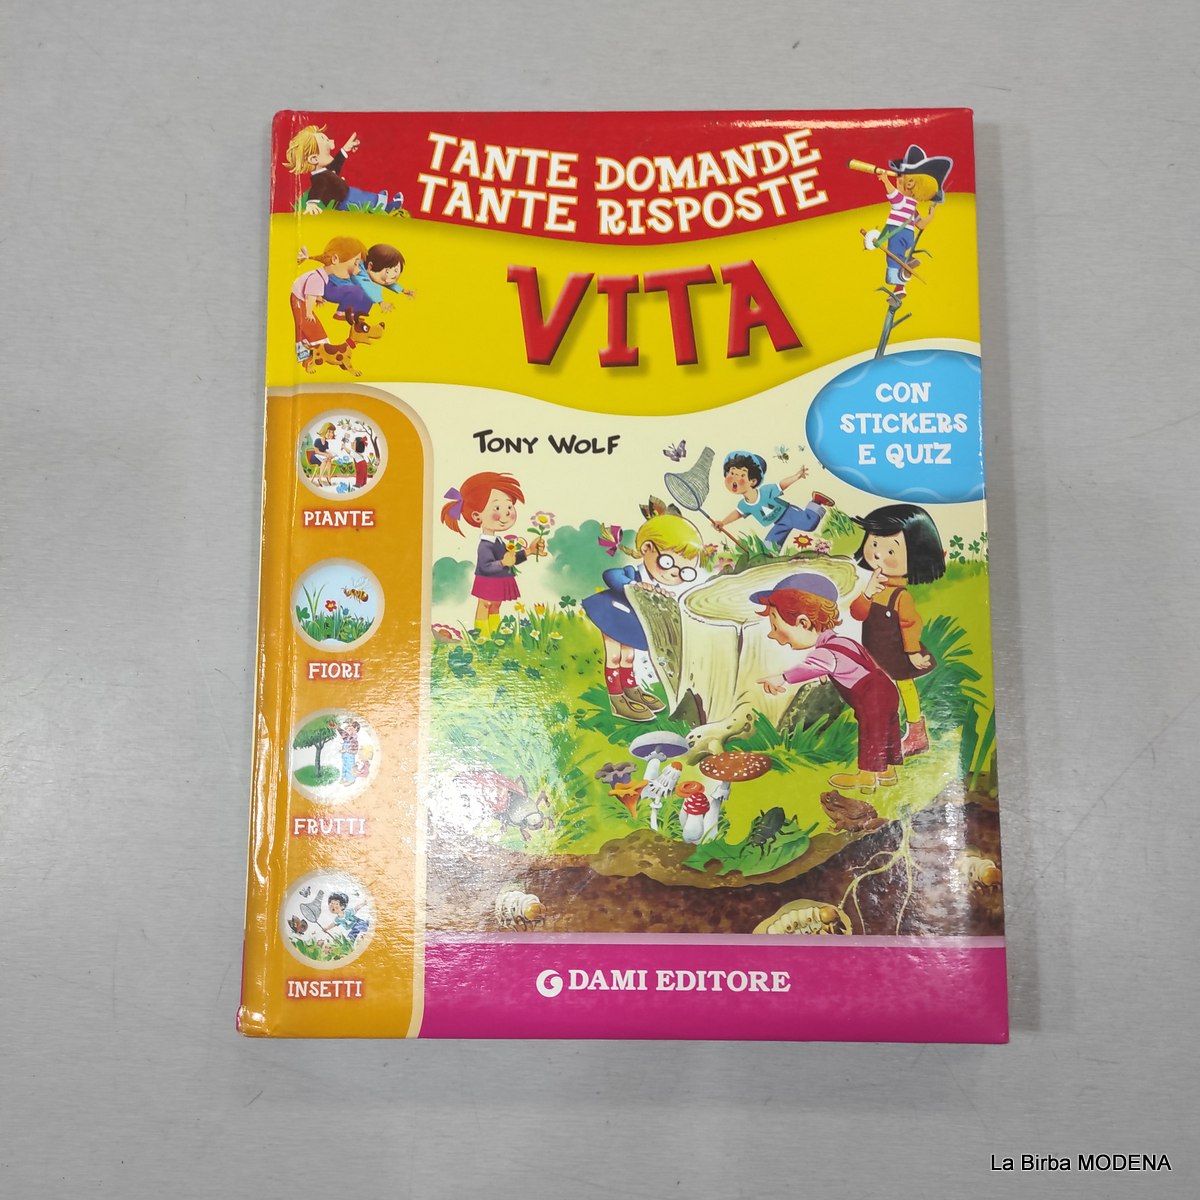 TANTE DOMANDE
TANTE RISPOSTE
VITA
CON
STICKERS
E QUIZ
TONY WOLF
PIANTE
FIORI
FRUTTI
INSETTI
DAMI EDITORE
La Birba MODENA